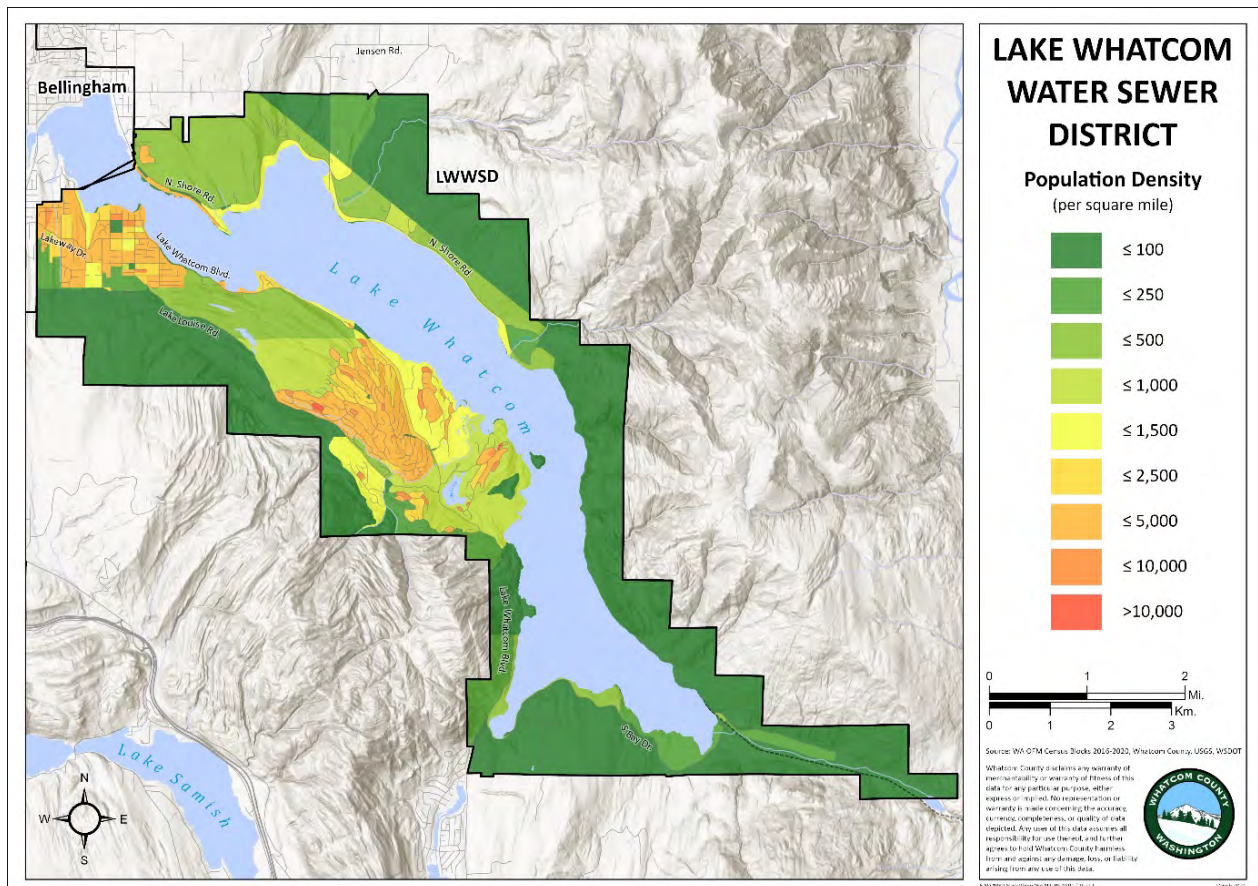 LAKE WHATCOM
WATER SEWER
DISTRICT
Population Density
(per square mile)
≤ 100
≤ 250
≤ 500
≤ 1,000
≤ 1,500
≤ 2,500
≤ 5,000
≤ 10,000
>10,000
0 1 2
Mi.
Km.
0 1 2 3
Source: WA OFM Census Blocks 2016-2020, Whatcom County, USGS, WSDOT
Whatcom County disclaims any warranty of
merchantability or warranty of fitness of this
data for any particular purpose, either
express or implied. No representation or
warranty is made concerning the accuracy,
currency, completeness, or quality of data
depicted. Any user of this data assumes all
responsibility for use thereof, and further
agrees to hold Whatcom County harmless
from and against any damage, loss, or liability
arising from any use of this data.
WHATCOM COUNTY
WASHINGTON
Jensen Rd.
Bellingham
LWWSD
N. Shore Rd.
Lakeway Dr.
Lake Whatcom Blvd.
N. Shore Rd.
Lake Whatcom
Lake Louise Rd.
Lake Whatcom Blvd.
S Bay Dr.
Lake Samish
N
W E
S